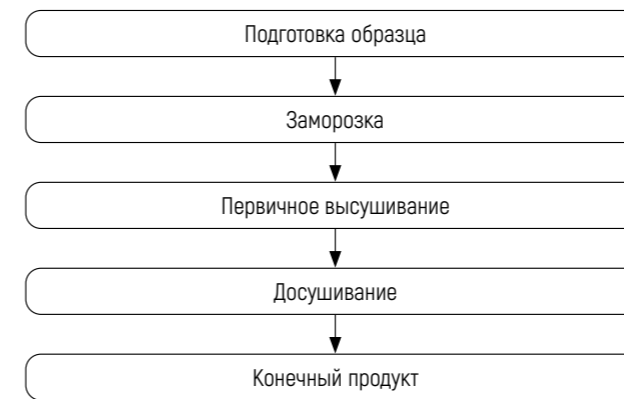 Подготовка образца
Заморозка
Первичное высушивание
Досушивание
Конечный продукт